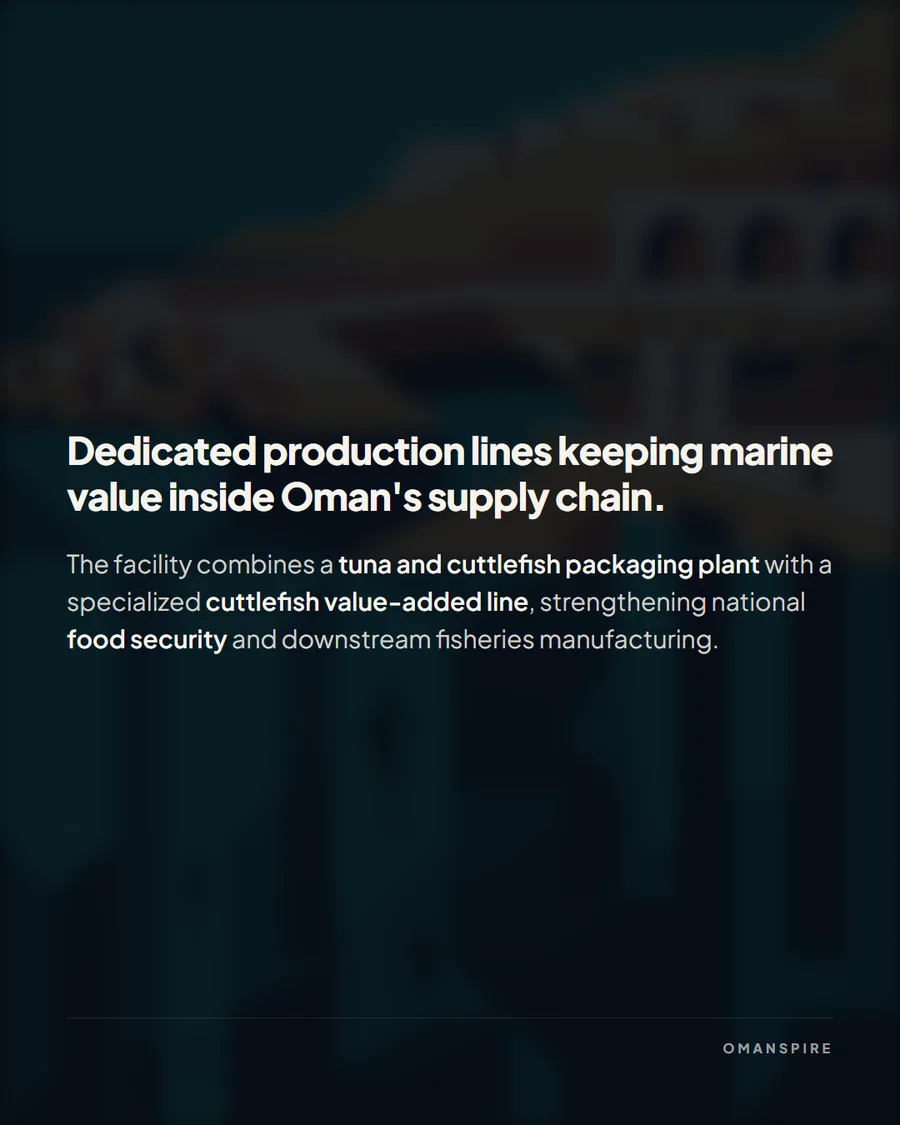 Dedicated production lines keeping marine
value inside Oman's supply chain.
The facility combines a tuna and cuttlefish packaging plant with a
specialized cuttlefish value-added line, strengthening national
food security and downstream fisheries manufacturing.
OMANSPIRE